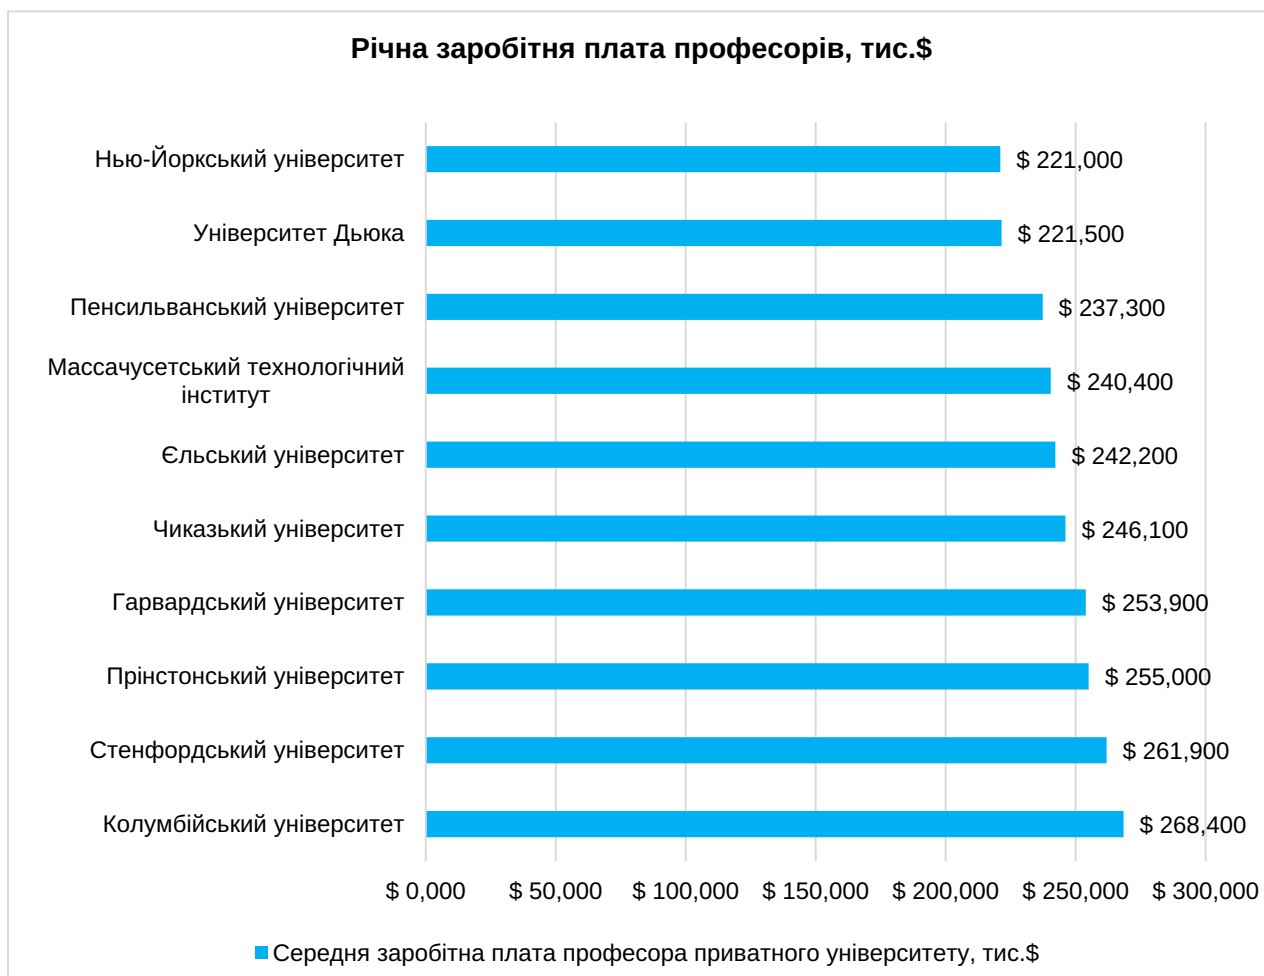 Річна заробітня плата професорів, тис.$
Нью-Йоркський університет
$ 221,000
Університет Дьюка
$ 221,500
Пенсильванський університет
$ 237,300
Массачусетський технологічний
інститут
$ 240,400
Єльський університет
$ 242,200
Чиказький університет
$ 246,100
Гарвардський університет
$ 253,900
Прінстонський університет
$ 255,000
Стенфордський університет
$ 261,900
Колумбійський університет
$ 268,400
$ 0,000 $ 50,000 $ 100,000 $ 150,000 $ 200,000 $ 250,000 $ 300,000
Середня заробітна плата професора приватного університету, тис.$